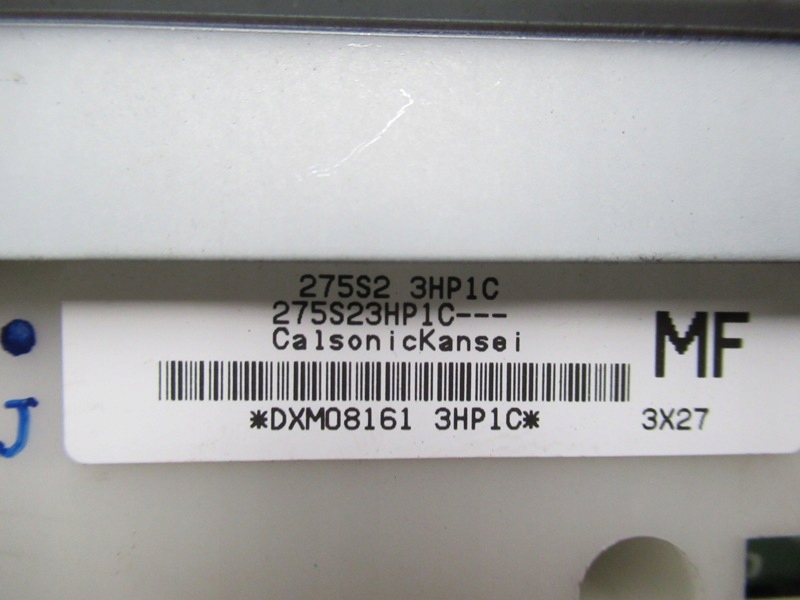 275S2 3HP1C
275S23HP1C---
CalsonicKansei
MF
*DXM08161 3HP1C*
3X27
J